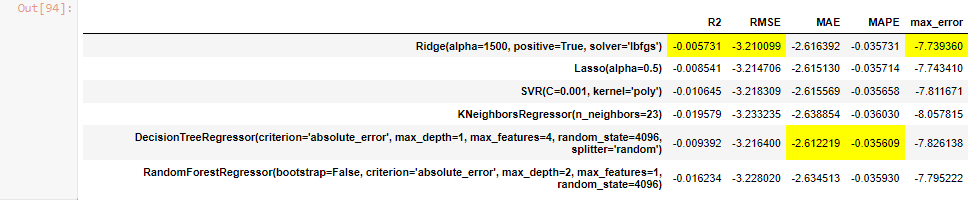 Out[94]:
R2 RMSE MAE MAPE max_error
Ridge(alpha=1500, positive=True, solver='lbfgs') -0.005731 -3.210099 -2.616392 -0.035731 -7.739360
Lasso(alpha=0.5) -0.008541 -3.214706 -2.615130 -0.035714 -7.743410
SVR(C=0.001, kernel='poly') -0.010645 -3.218309 -2.615569 -0.035658 -7.811671
KNeighborsRegressor(n_neighbors=23) -0.019579 -3.233235 -2.638854 -0.036030 -8.057815
DecisionTreeRegressor(criterion='absolute_error', max_depth=1, max_features=4, random_state=4096,
splitter='random') -0.009392 -3.216400 -2.612219 -0.035609 -7.826138
RandomForestRegressor(bootstrap=False, criterion='absolute_error', max_depth=2, max_features=1,
random_state=4096) -0.016234 -3.228020 -2.634513 -0.035930 -7.795222